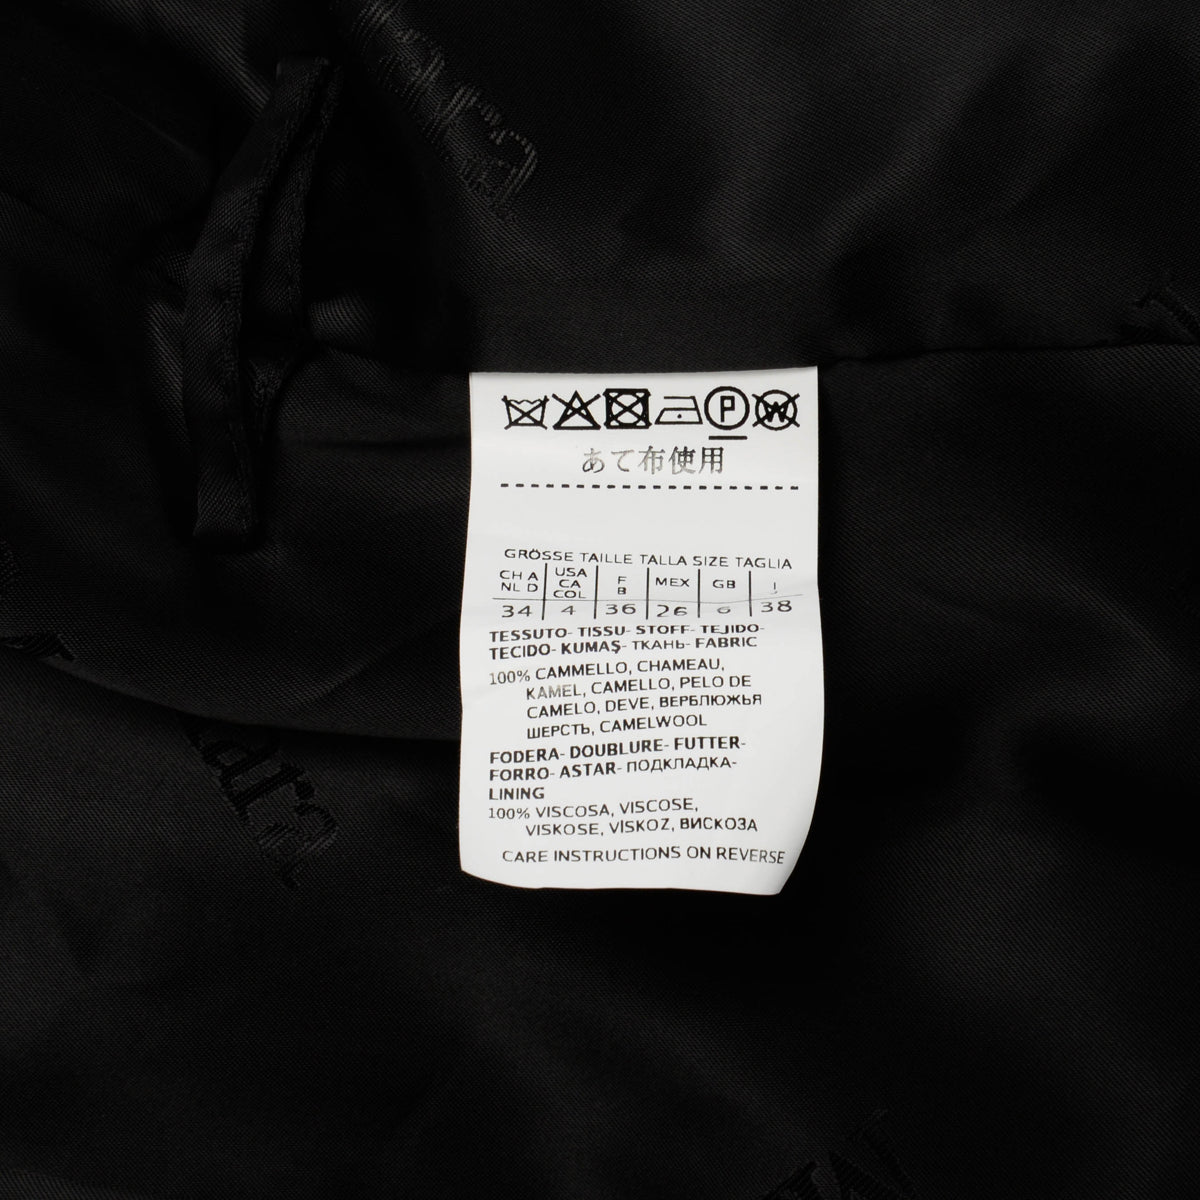 P W
あて布使用
GRÖSSE TAILLE TALLA SIZE TAGLIA
CH A NL D | USA CA COL | F B | MEX | GB | I J
34 | 4 | 36 | 26 | 6 | 38
TESSUTO- TISSU- STOFF- TEJIDO-
TECIDO- KUMAŞ- ТКАНЬ- FABRIC
100% CAMMELLO, CHAMEAU,
KAMEL, CAMELLO, PELO DE
CAMELO, DEVE, ВЕРБЛЮЖЬЯ
ШЕРСТЬ, CAMELWOOL
FODERA- DOUBLURE- FUTTER-
FORRO- ASTAR- ПОДКЛАДКА-
LINING
100% VISCOSA, VISCOSE,
VISKOSE, VİSKOZ, ВИСКОЗА
CARE INSTRUCTIONS ON REVERSE